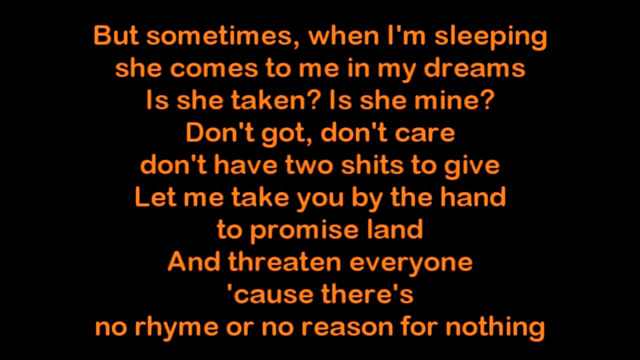 But sometimes, when I'm sleeping
she comes to me in my dreams
Is she taken? Is she mine?
Don't got, don't care
don't have two shits to give
Let me take you by the hand
to promise land
And threaten everyone
'cause there's
no rhyme or no reason for nothing